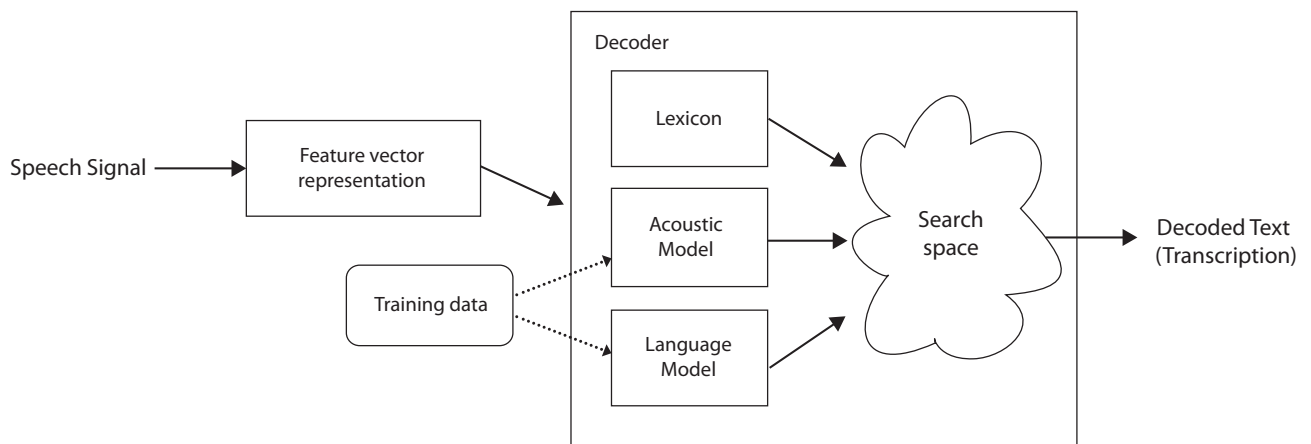 Decoder
Lexicon
Speech Signal
Feature vector
representation
Acoustic
Model
Search
space
Decoded Text
(Transcription)
Training data
Language
Model